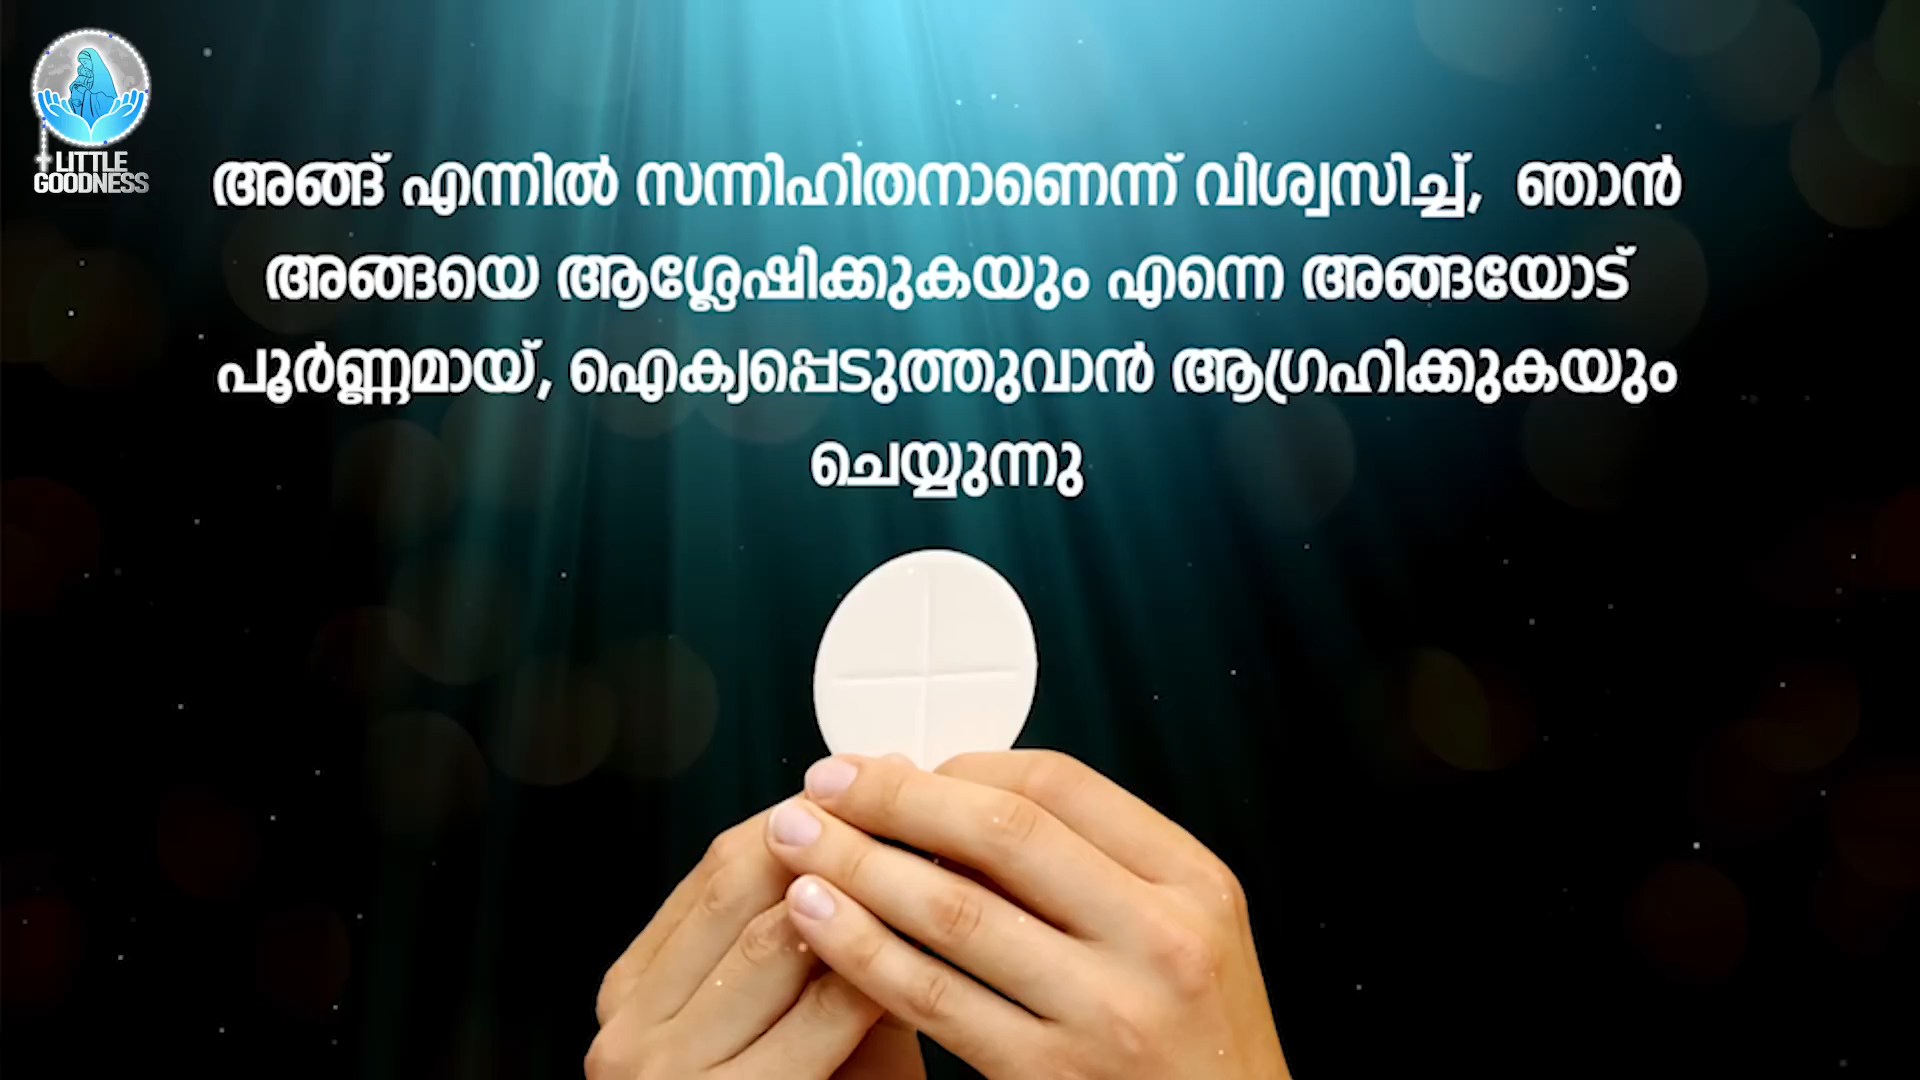 LITTLE
GOODNESS
അങ്ങ് എന്നിൽ സന്നിഹിതനാണെന്ന് വിശ്വസിച്ച്, ഞാൻ
അങ്ങയെ ആശ്ലേഷിക്കുകയും എന്നെ അങ്ങയോട്
പൂർണ്ണമായ്, ഐക്യപ്പെടുത്തുവാൻ ആഗ്രഹിക്കുകയും
ചെയ്യുന്നു